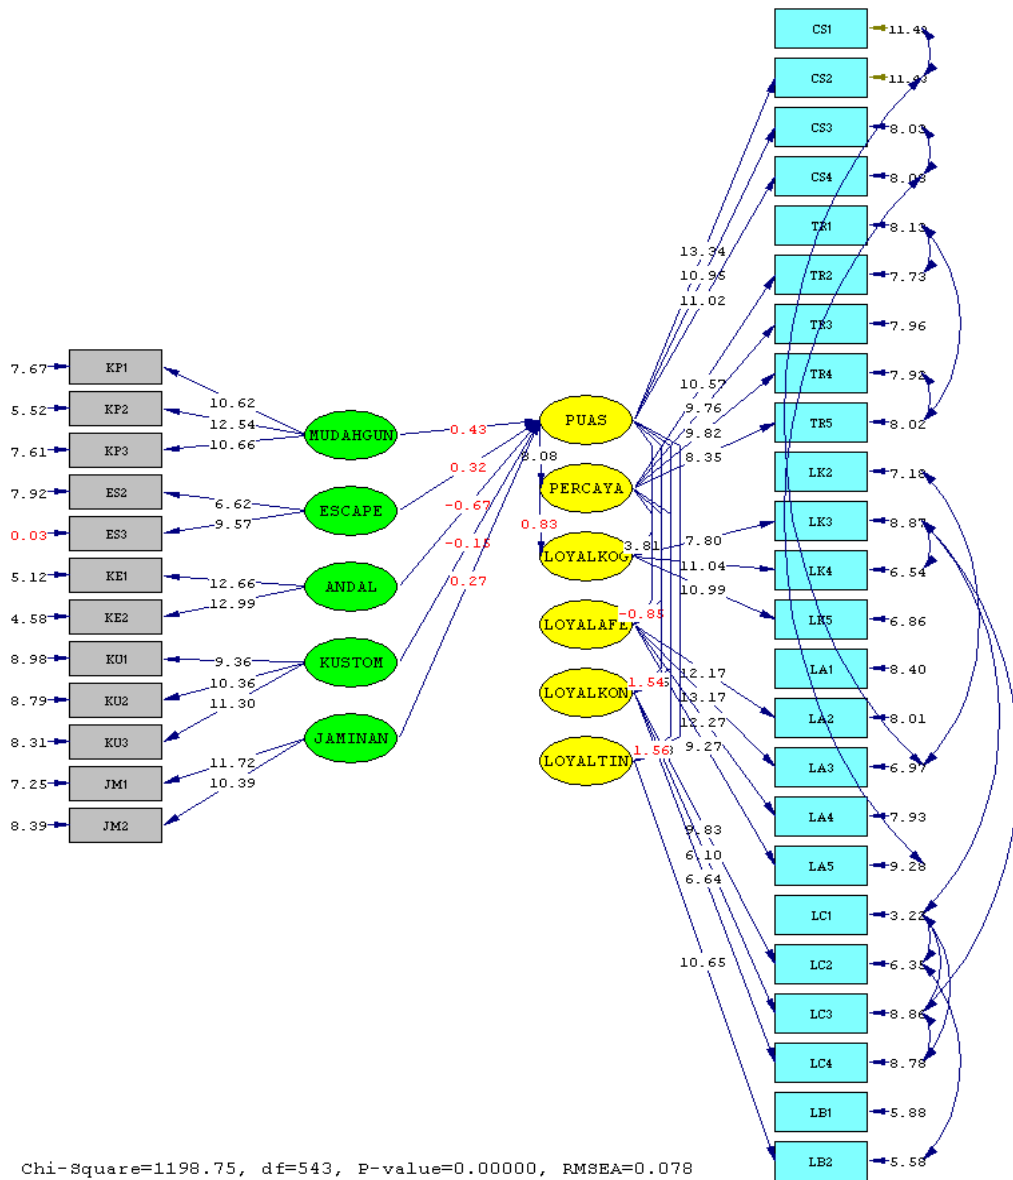 CS1 11.49
CS2 11.43
CS3 8.03
CS4 8.08
TR1 8.13
TR2 7.73
TR3 7.96
TR4 7.92
TR5 8.02
LK2 7.18
LK3 8.87
LK4 6.54
LK5 6.86
LA1 8.40
LA2 8.01
LA3 6.97
LA4 7.93
LA5 9.28
LC1 3.22
LC2 6.35
LC3 8.86
LC4 8.78
LB1 5.88
LB2 5.58
7.67 KP1
5.52 KP2
7.61 KP3
7.92 ES2
0.03 ES3
5.12 KE1
4.58 KE2
8.98 KU1
8.79 KU2
8.31 KU3
7.25 JM1
8.39 JM2
10.62
12.54
10.66
6.62
9.57
12.66
12.99
9.36
10.36
11.30
11.72
10.39
MUDAHGUN
ESCAPE
ANDAL
KUSTOM
JAMINAN
0.43
0.32
-0.67
-0.15
0.27
PUAS
PERCAYA
LOYALKOG
LOYALAFE
LOYALKON
LOYALTIN
8.08
0.83
3.81
-0.85
1.54
1.56
13.34
10.95
11.02
10.57
9.76
9.82
8.35
7.80
11.04
10.99
12.17
13.17
12.27
9.27
9.83
6.10
6.64
10.65
Chi-Square=1198.75, df=543, P-value=0.00000, RMSEA=0.078